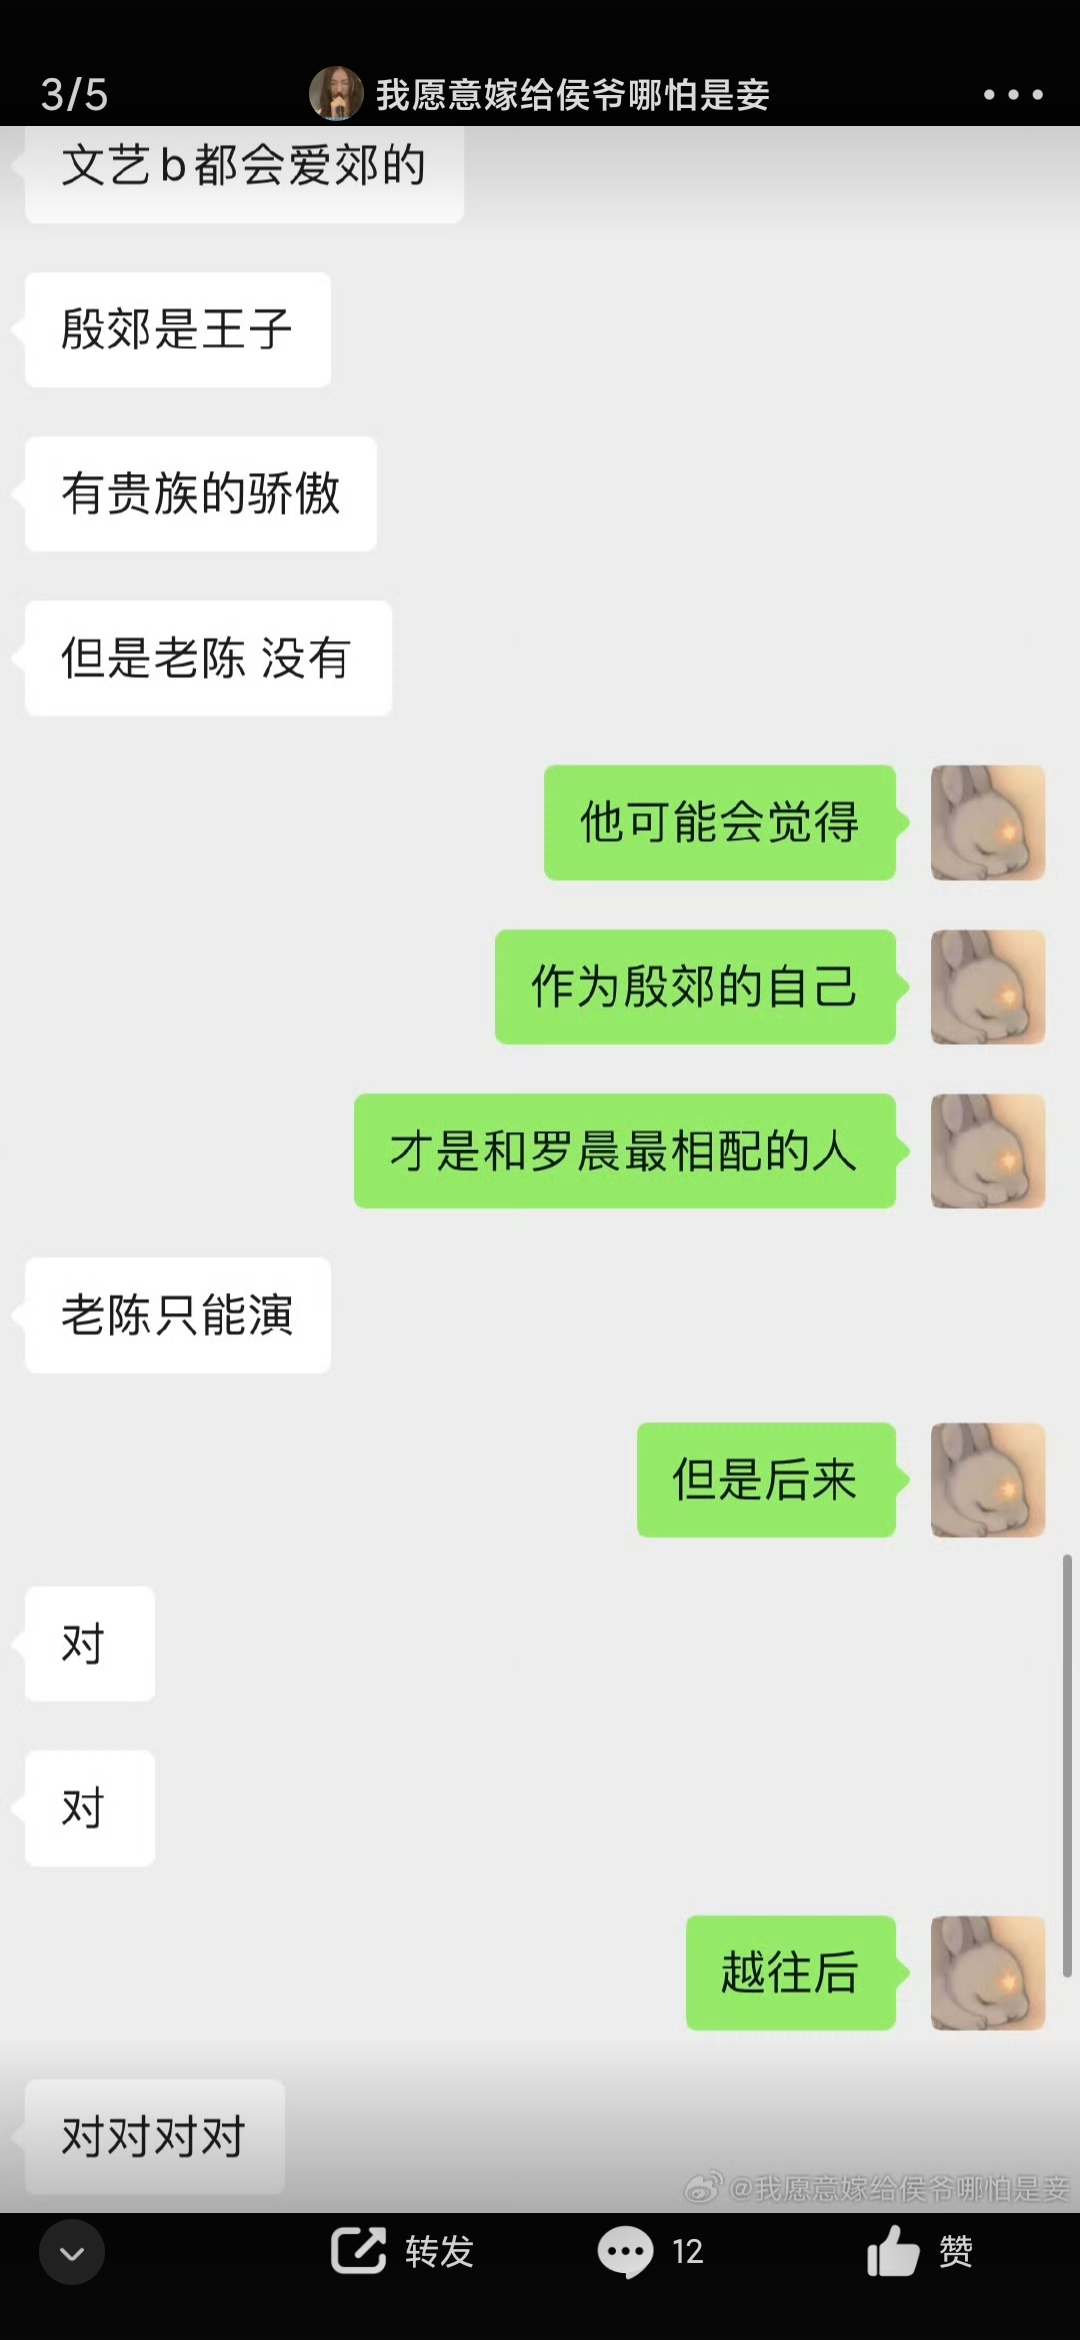 3/5
我愿意嫁给侯爷哪怕是妾
文艺b都会爱郊的
殷郊是王子
有贵族的骄傲
但是老陈 没有
他可能会觉得
作为殷郊的自己
才是和罗晨最相配的人
老陈只能演
但是后来
对
对
越往后
对对对对
@我愿意嫁给侯爷哪怕是妾
转发
12
赞